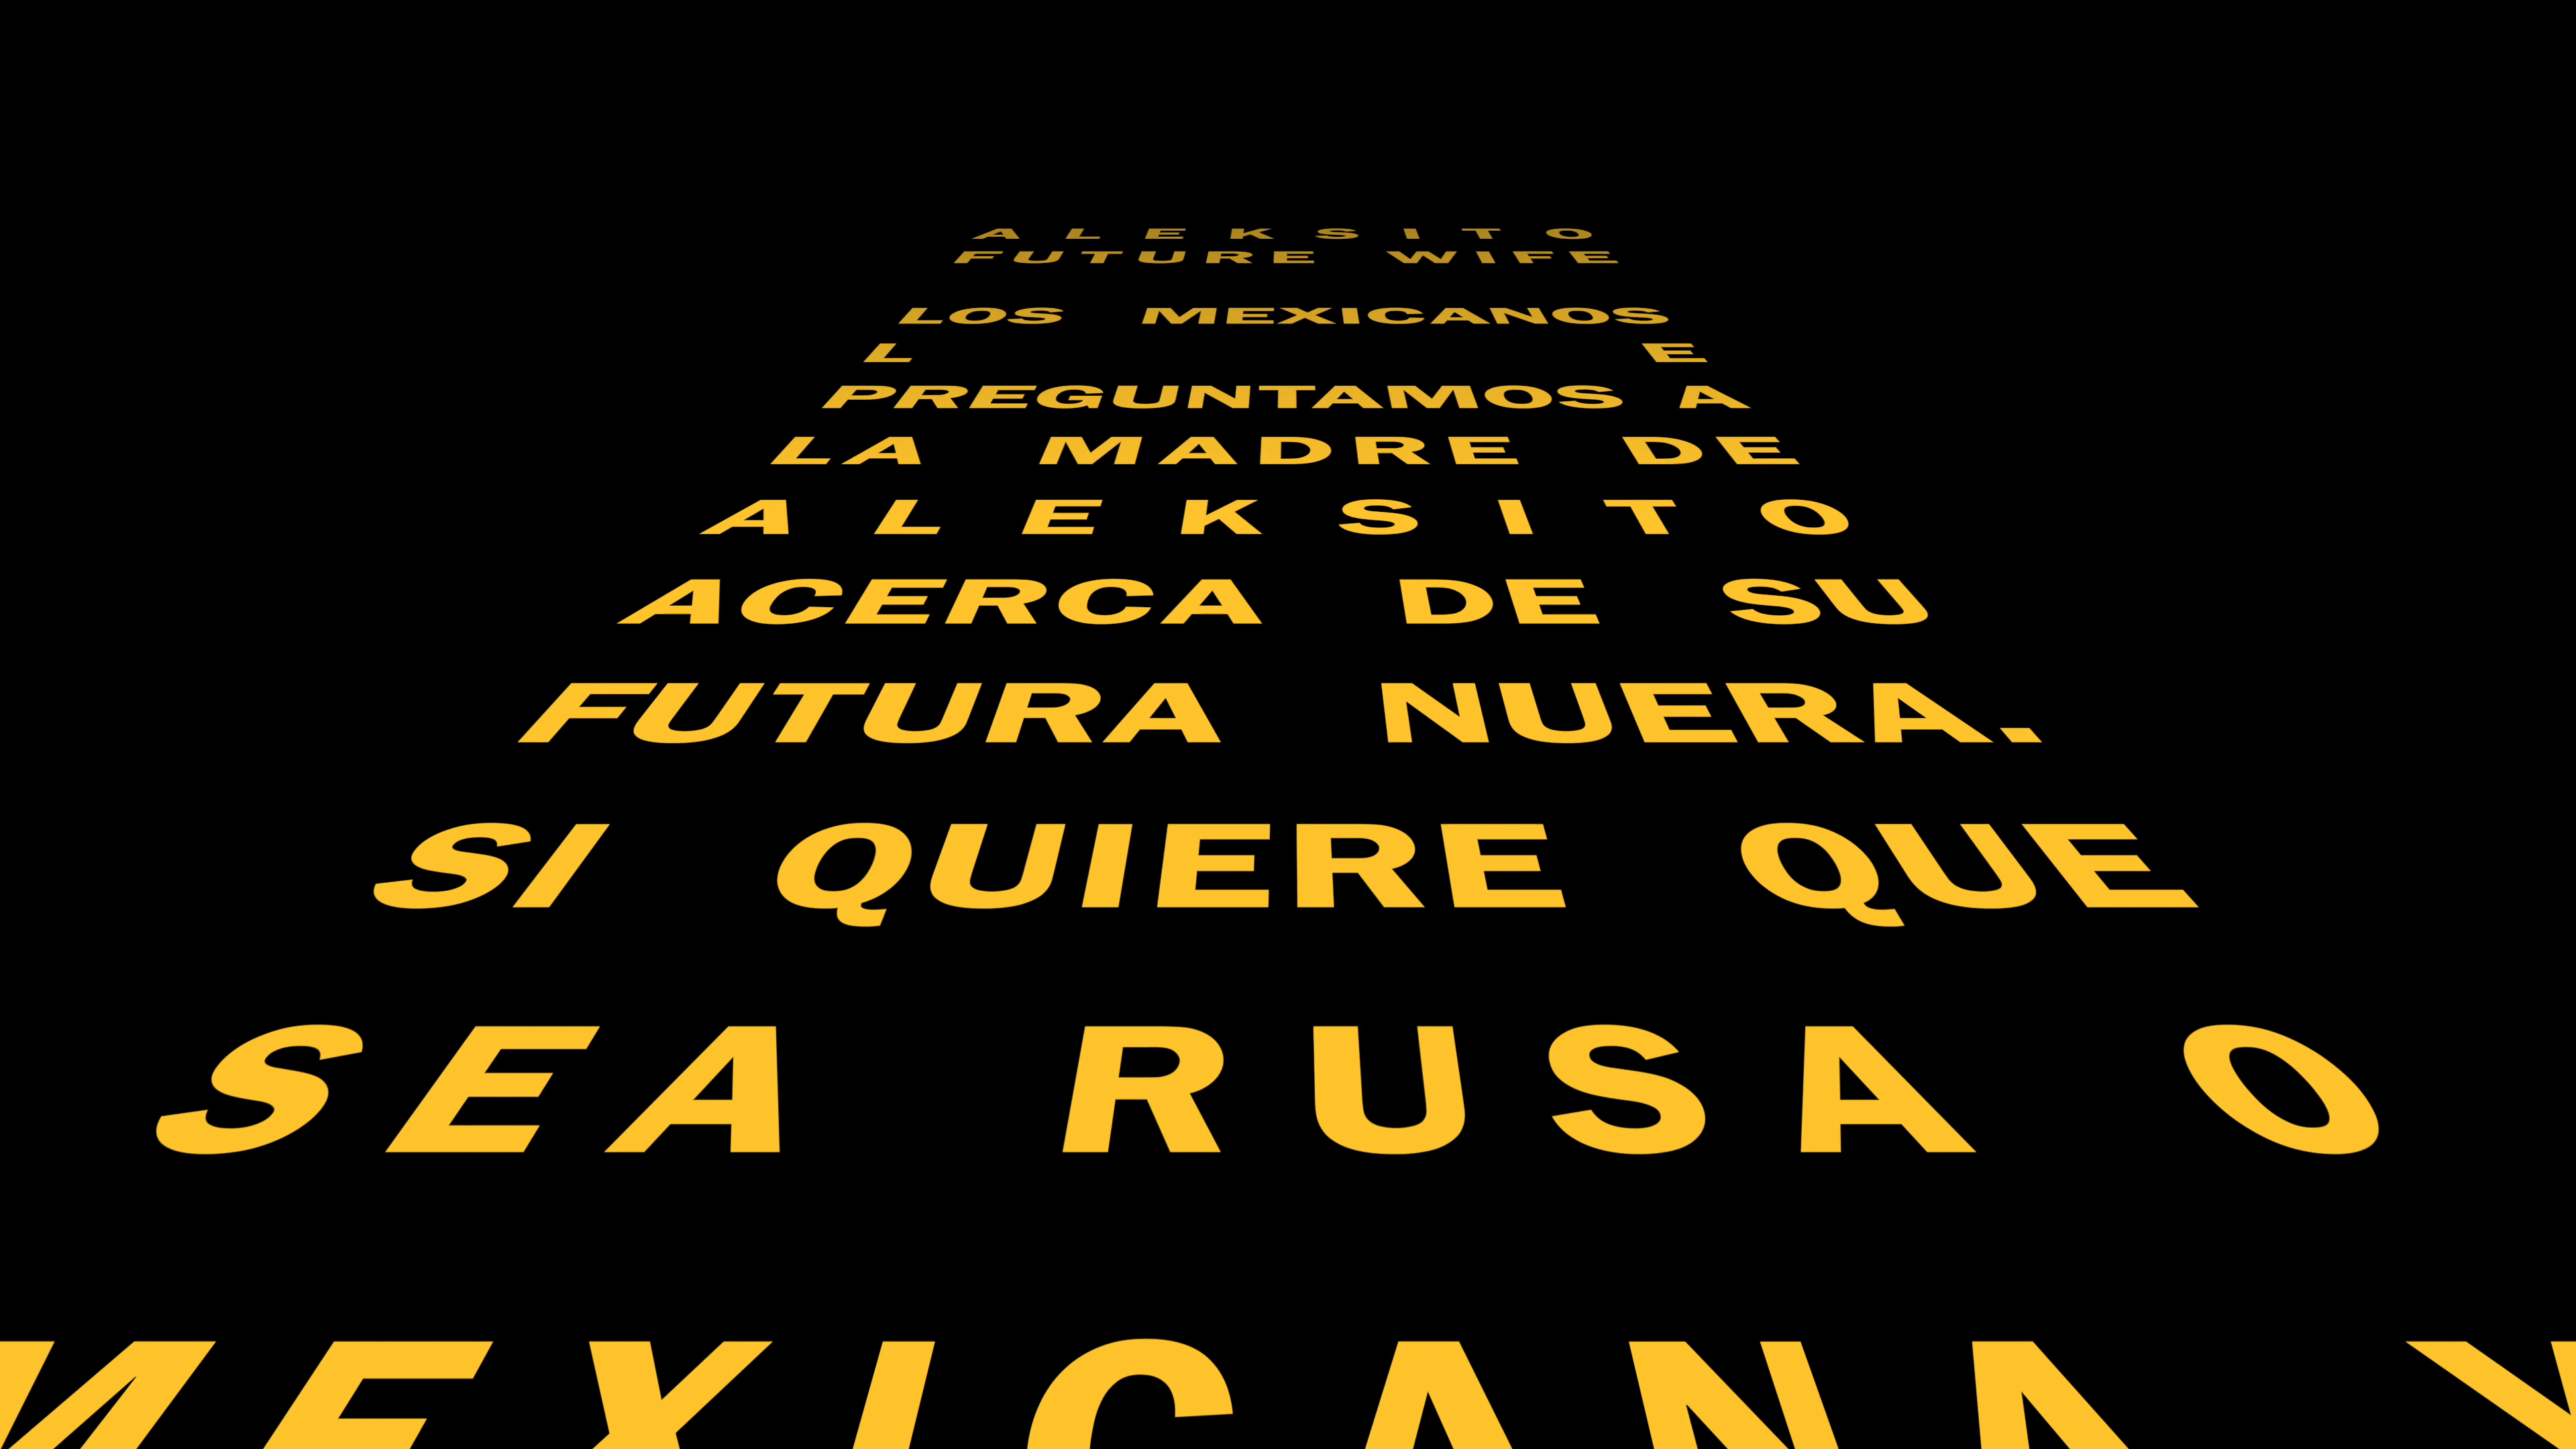 ALEKSITO
FUTURE WIFE
LOS MEXICANOS
LE
PREGUNTAMOS A
LA MADRE DE
ALEKSITO
ACERCA DE SU
FUTURA NUERA.
SI QUIERE QUE
SEA RUSA O
MEXICANA Y